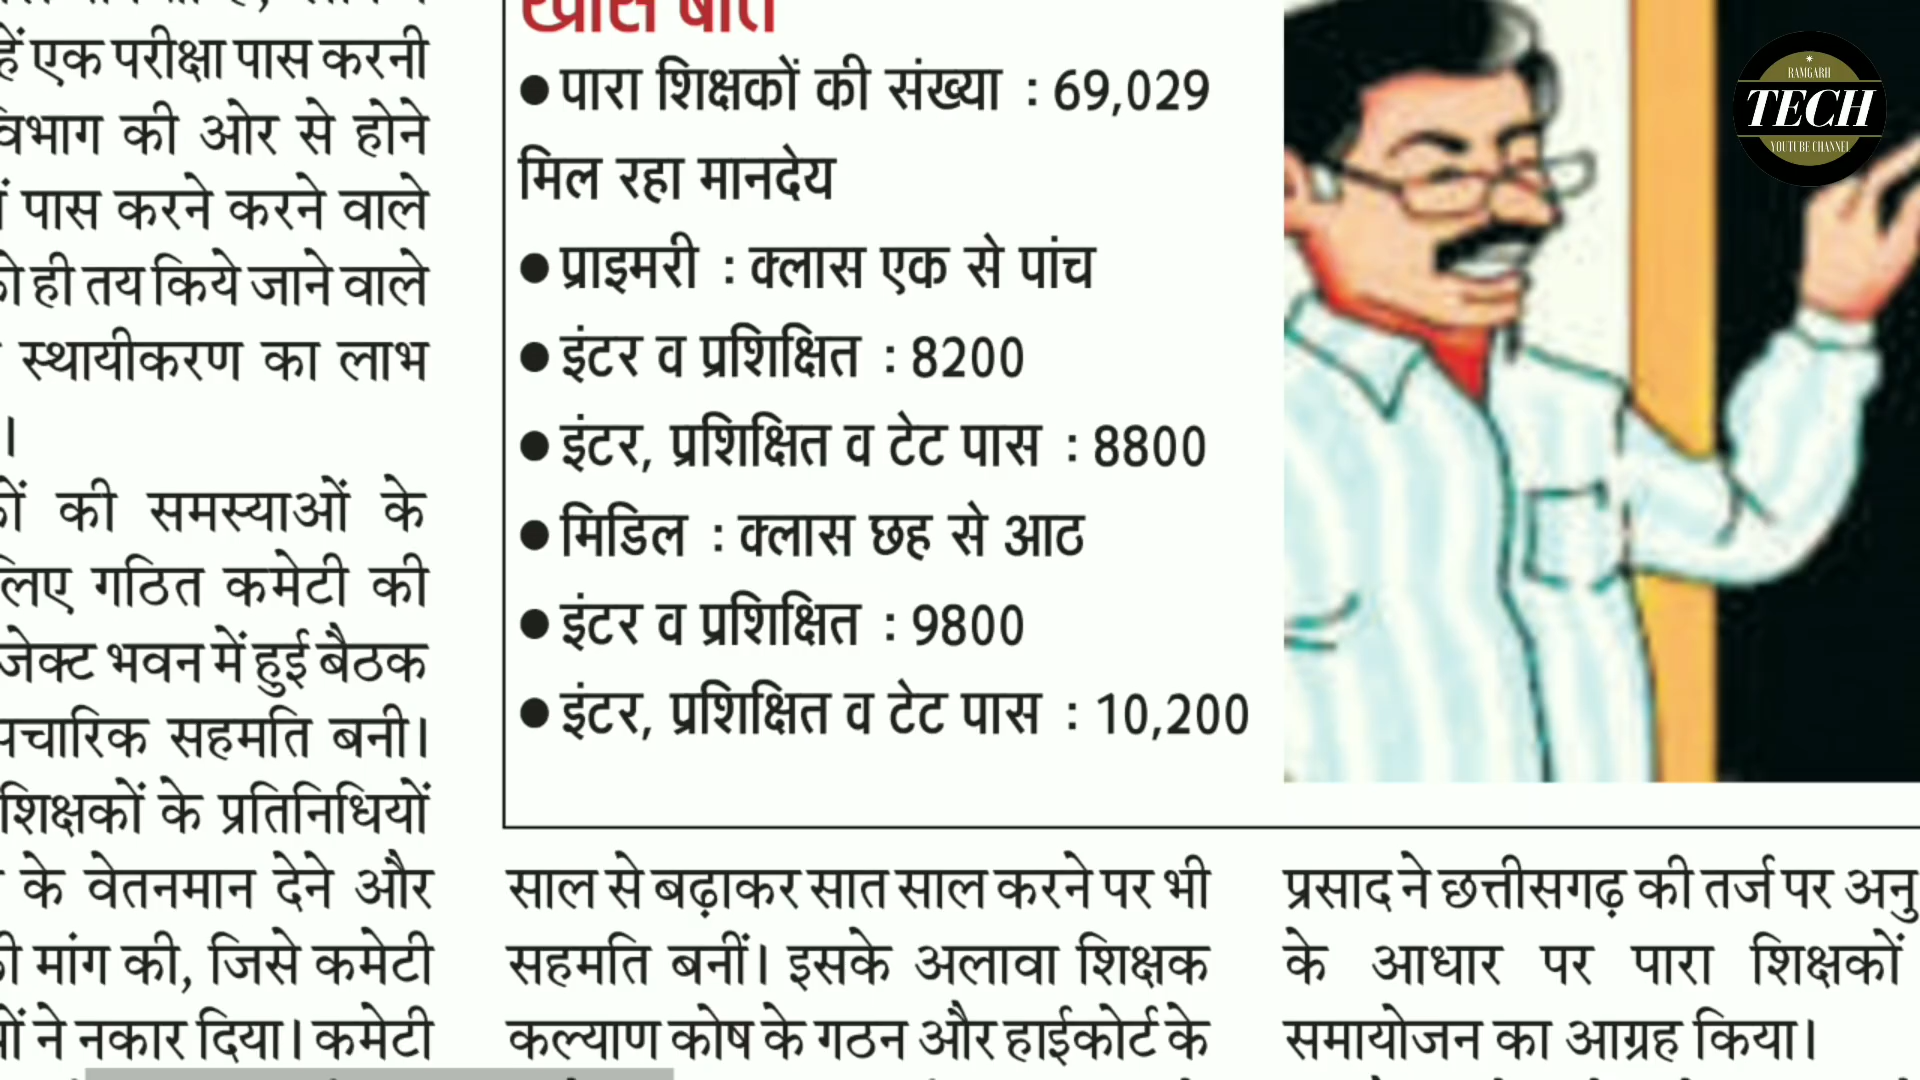 एक परीक्षा पास करनी
की ओर से होने
पास करने करने वाले
ही तय किये जाने वाले
स्थायीकरण का लाभ
।
की समस्याओं के
गठित कमेटी की
भवन में हुई बैठक
सहमति बनी।
के प्रतिनिधियों
के वेतनमान देने और
मांग की, जिसे कमेटी
ने नकार दिया। कमेटी
खास बात
● पारा शिक्षकों की संख्या : 69,029
मिल रहा मानदेय
● प्राइमरी : क्लास एक से पांच
● इंटर व प्रशिक्षित : 8200
● इंटर, प्रशिक्षित व टेट पास : 8800
● मिडिल : क्लास छह से आठ
● इंटर व प्रशिक्षित : 9800
● इंटर, प्रशिक्षित व टेट पास : 10,200
साल से बढ़ाकर सात साल करने पर भी
सहमति बनीं। इसके अलावा शिक्षक
कल्याण कोष के गठन और हाईकोर्ट के
प्रसाद ने छत्तीसगढ़ की तर्ज पर अनु
के आधार पर पारा शिक्षकों
समायोजन का आग्रह किया।
RAMGARH
TECH
YOUTUBE CHANNEL